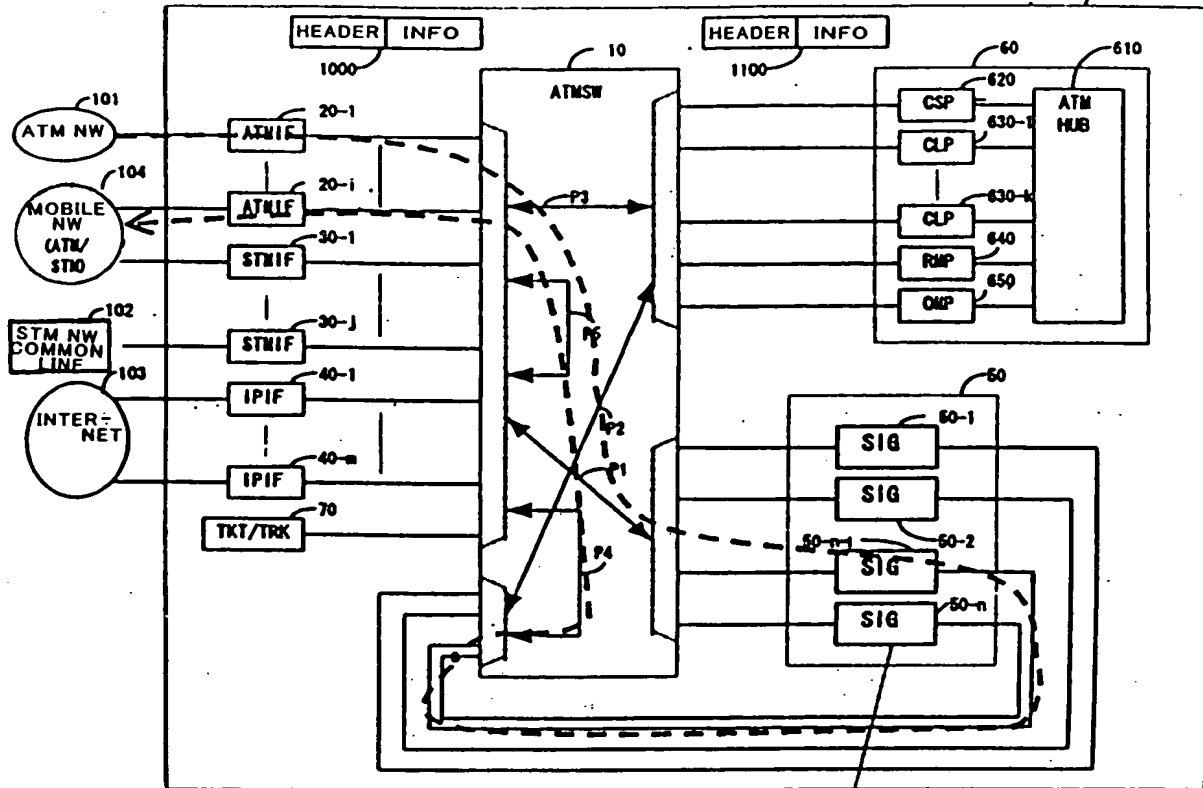 HEADER INFO
1000
HEADER INFO
1100
10
ATMSW
60
610
620
CSP
ATM
HUB
630-1
CLP
630-k
CLP
640
RMP
650
OMP
101
ATM NW
20-1
ATMIF
104
MOBILE
NW
(ATM/
STM)
20-i
ATMIF
30-1
STMIF
102
STM NW
COMMON
LINE
30-j
STMIF
103
INTER-
NET
40-1
IPIF
40-m
IPIF
70
TKT/TRK
P3
P5
P2
P1
P4
50
50-1
SIG
SIG
50-2
50-n-1
SIG
50-n
SIG